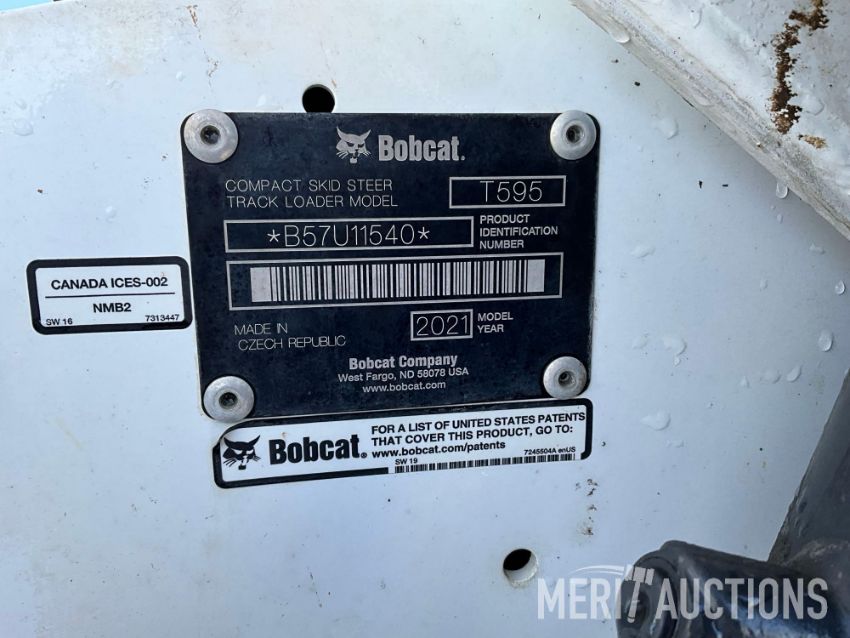 Bobcat.
COMPACT SKID STEER
TRACK LOADER MODEL
T595
*B57U11540*
PRODUCT
IDENTIFICATION
NUMBER
MADE IN
CZECH REPUBLIC
2021
MODEL
YEAR
Bobcat Company
West Fargo, ND 58078 USA
www.bobcat.com
CANADA ICES-002
NMB2
SW 16
7313447
Bobcat.
FOR A LIST OF UNITED STATES PATENTS
THAT COVER THIS PRODUCT, GO TO:
www.bobcat.com/patents
SW 19
7245504A enUS
MERIT AUCTIONS